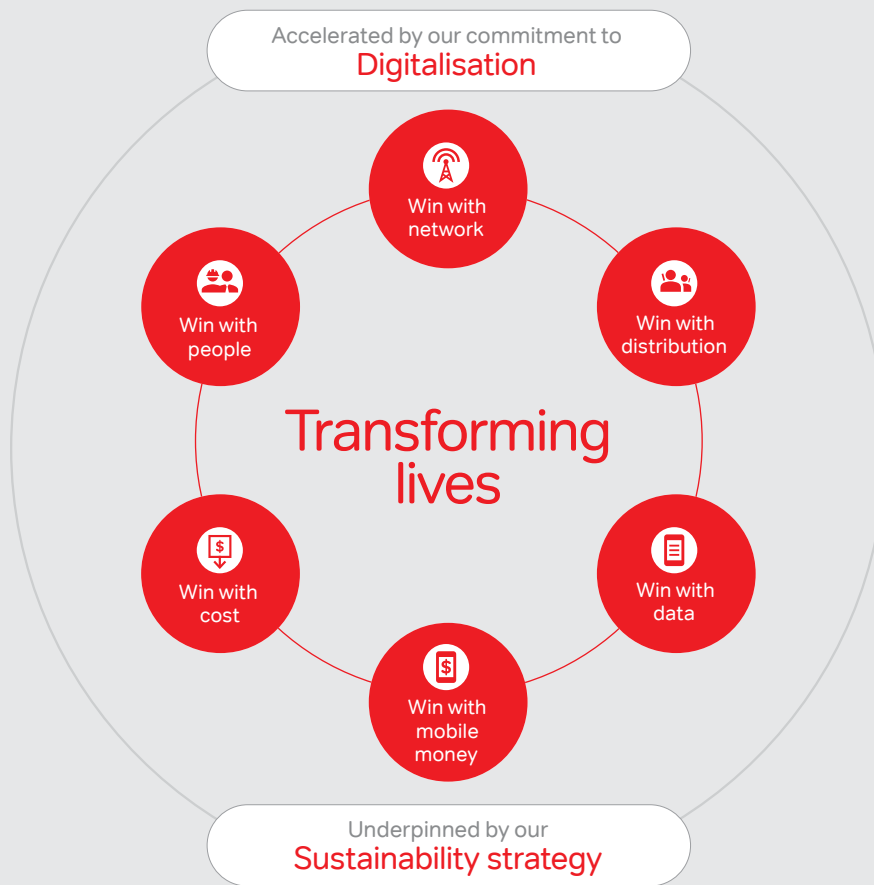 Accelerated by our commitment to
Digitalisation
Win with
network
Win with
people
Win with
distribution
Transforming
lives
Win with
cost
Win with
data
Win with
mobile
money
Underpinned by our
Sustainability strategy